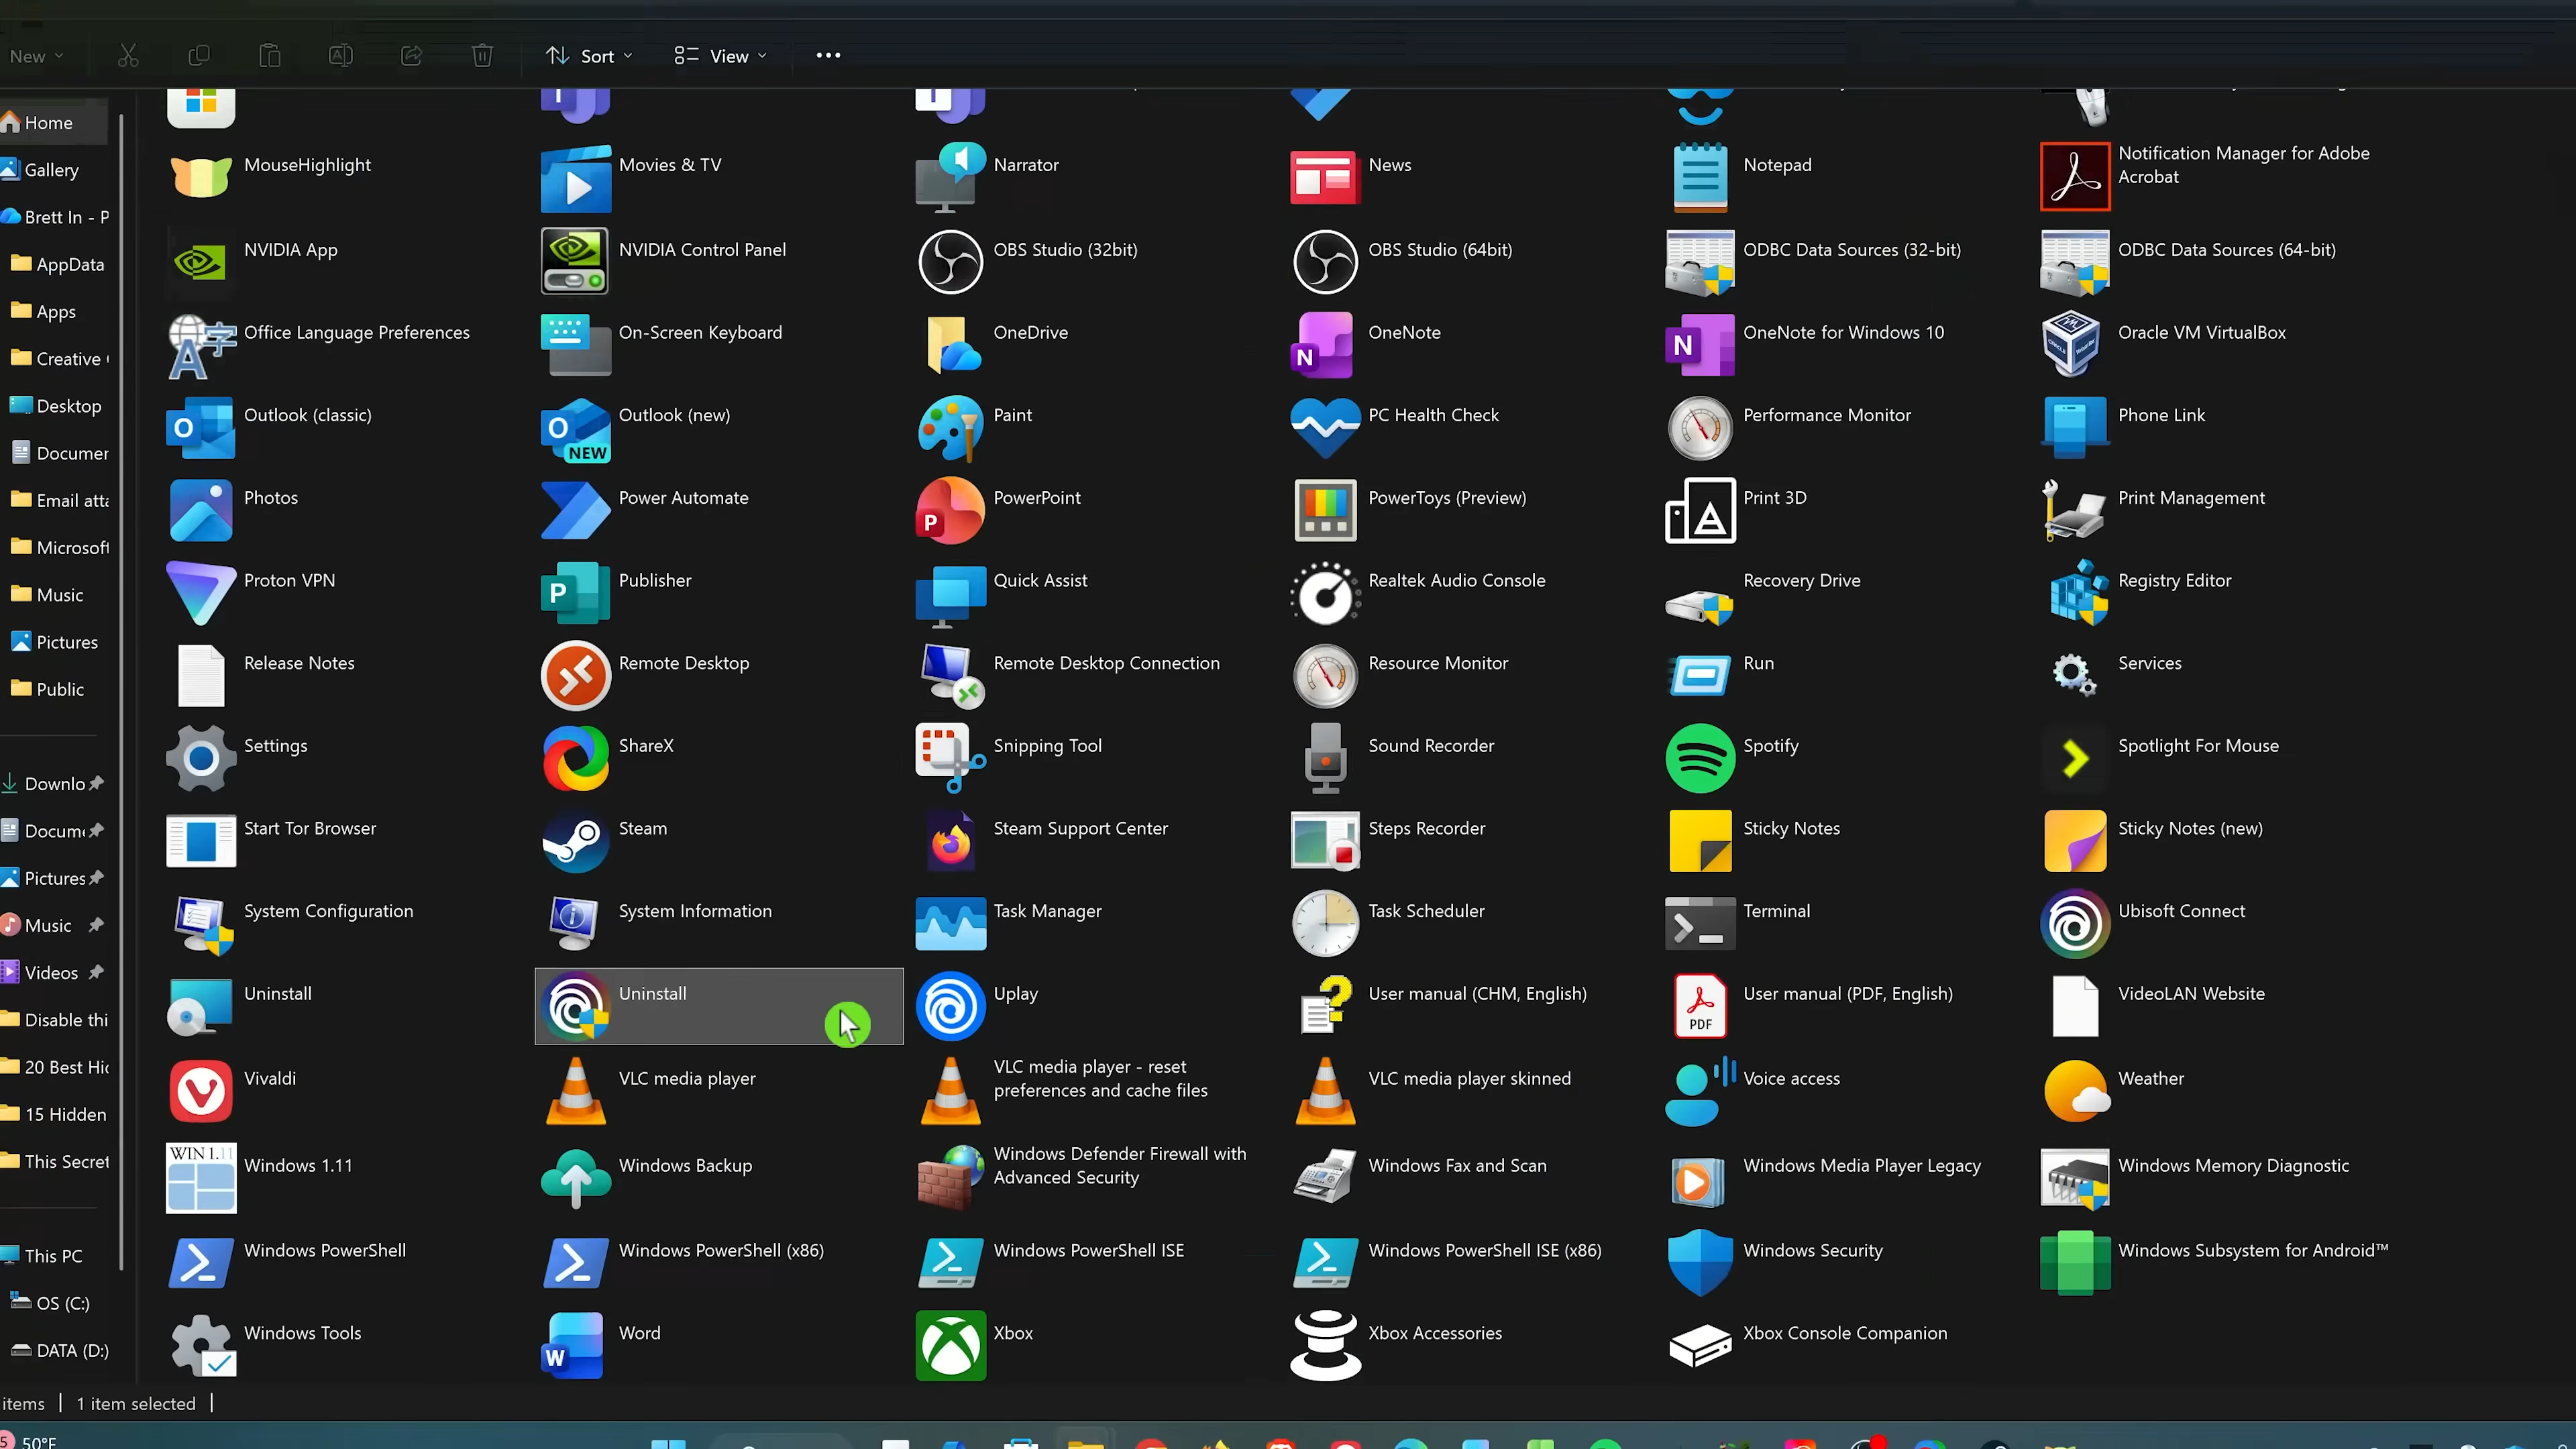 New
Sort
View
Home
Gallery
Brett In - P
AppData
Apps
Creative
Desktop
Documer
Email atta
Microsoft
Music
Pictures
Public
Downlo
Docume
Pictures
Music
Videos
Disable thi
20 Best Hid
15 Hidden
This Secret
This PC
OS (C:)
DATA (D:)
MouseHighlight
Movies & TV
Narrator
News
Notepad
Notification Manager for Adobe
Acrobat
NVIDIA App
NVIDIA Control Panel
OBS Studio (32bit)
OBS Studio (64bit)
ODBC Data Sources (32-bit)
ODBC Data Sources (64-bit)
Office Language Preferences
On-Screen Keyboard
OneDrive
OneNote
OneNote for Windows 10
Oracle VM VirtualBox
Outlook (classic)
NEW
Outlook (new)
Paint
PC Health Check
Performance Monitor
Phone Link
Photos
Power Automate
PowerPoint
PowerToys (Preview)
Print 3D
Print Management
Proton VPN
Publisher
Quick Assist
Realtek Audio Console
Recovery Drive
Registry Editor
Release Notes
Remote Desktop
Remote Desktop Connection
Resource Monitor
Run
Services
Settings
ShareX
Snipping Tool
Sound Recorder
Spotify
Spotlight For Mouse
Start Tor Browser
Steam
Steam Support Center
Steps Recorder
Sticky Notes
Sticky Notes (new)
System Configuration
System Information
Task Manager
Task Scheduler
Terminal
Ubisoft Connect
Uninstall
Uninstall
Uplay
User manual (CHM, English)
PDF
User manual (PDF, English)
VideoLAN Website
Vivaldi
VLC media player
VLC media player - reset
preferences and cache files
VLC media player skinned
Voice access
Weather
WIN 1.11
Windows 1.11
Windows Backup
Windows Defender Firewall with
Advanced Security
Windows Fax and Scan
Windows Media Player Legacy
Windows Memory Diagnostic
Windows PowerShell
Windows PowerShell (x86)
Windows PowerShell ISE
Windows PowerShell ISE (x86)
Windows Security
Windows Subsystem for Android™
Windows Tools
Word
Xbox
Xbox Accessories
Xbox Console Companion
items
1 item selected
50°F